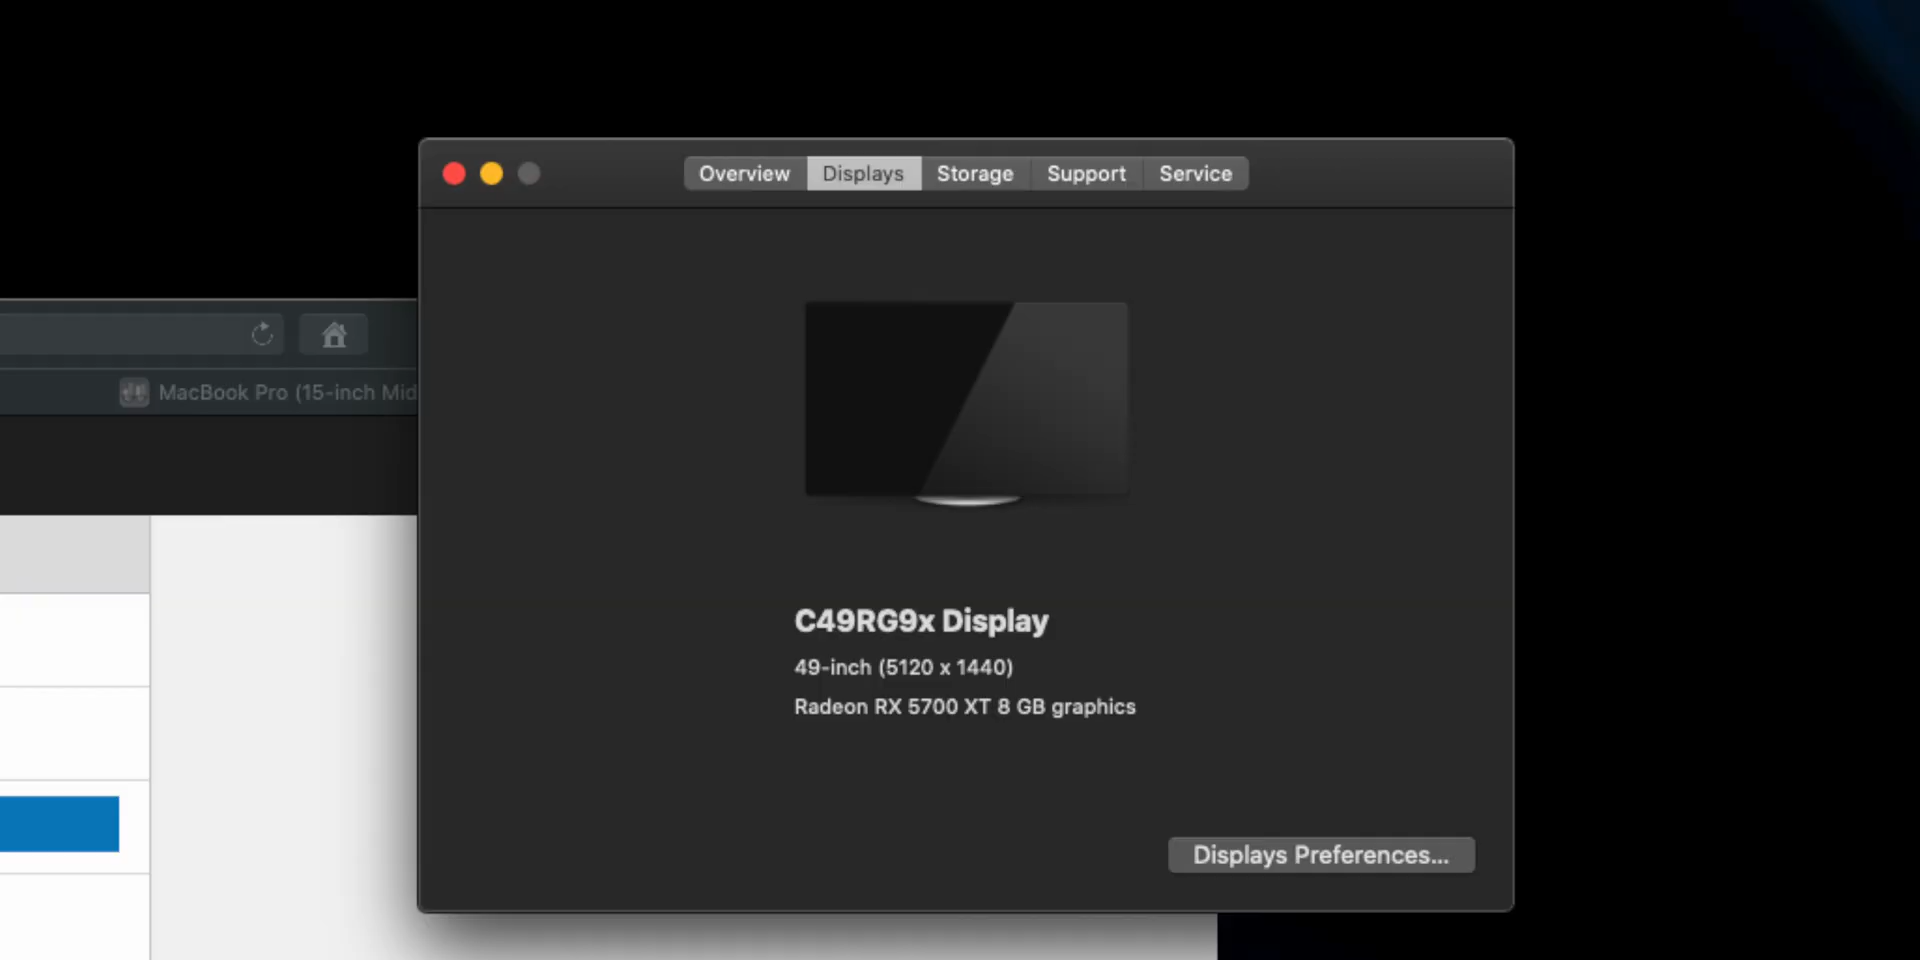 Overview Displays Storage Support Service
MacBook Pro (15-inch Mid
C49RG9x Display
49-inch (5120 x 1440)
Radeon RX 5700 XT 8 GB graphics
Displays Preferences...